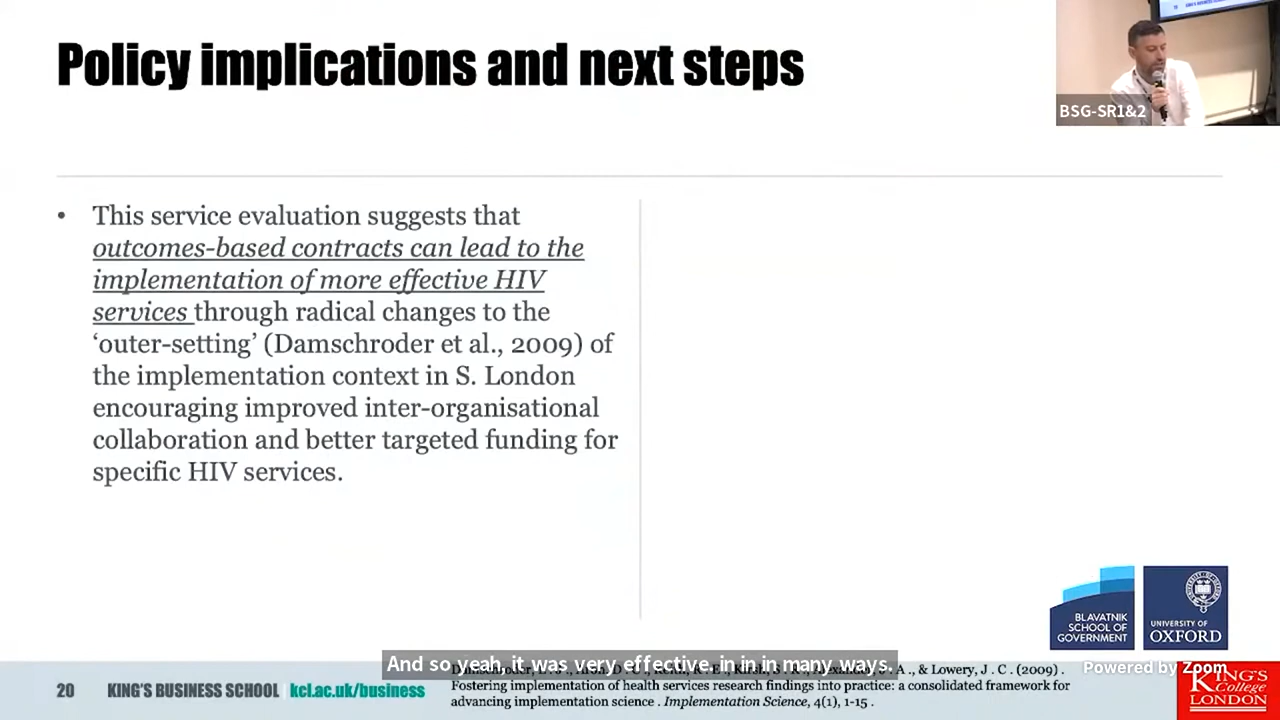 Policy implications and next steps
BSG-SR1&2
• This service evaluation suggests that
outcomes-based contracts can lead to the
implementation of more effective HIV
services through radical changes to the
‘outer-setting’ (Damschroder et al., 2009) of
the implementation context in S. London
encouraging improved inter-organisational
collaboration and better targeted funding for
specific HIV services.
BLAVATNIK
SCHOOL OF
GOVERNMENT
UNIVERSITY OF
OXFORD
And so yeah, it was very effective. in in in many ways.
& Lowery, J . C . (2009) .
Powered by Zoom
20 KING'S BUSINESS SCHOOL | kcl.ac.uk/business
Fostering implementation of health services research findings into practice: a consolidated framework for
advancing implementation science . Implementation Science, 4(1), 1-15 .
KING'S
College
LONDON